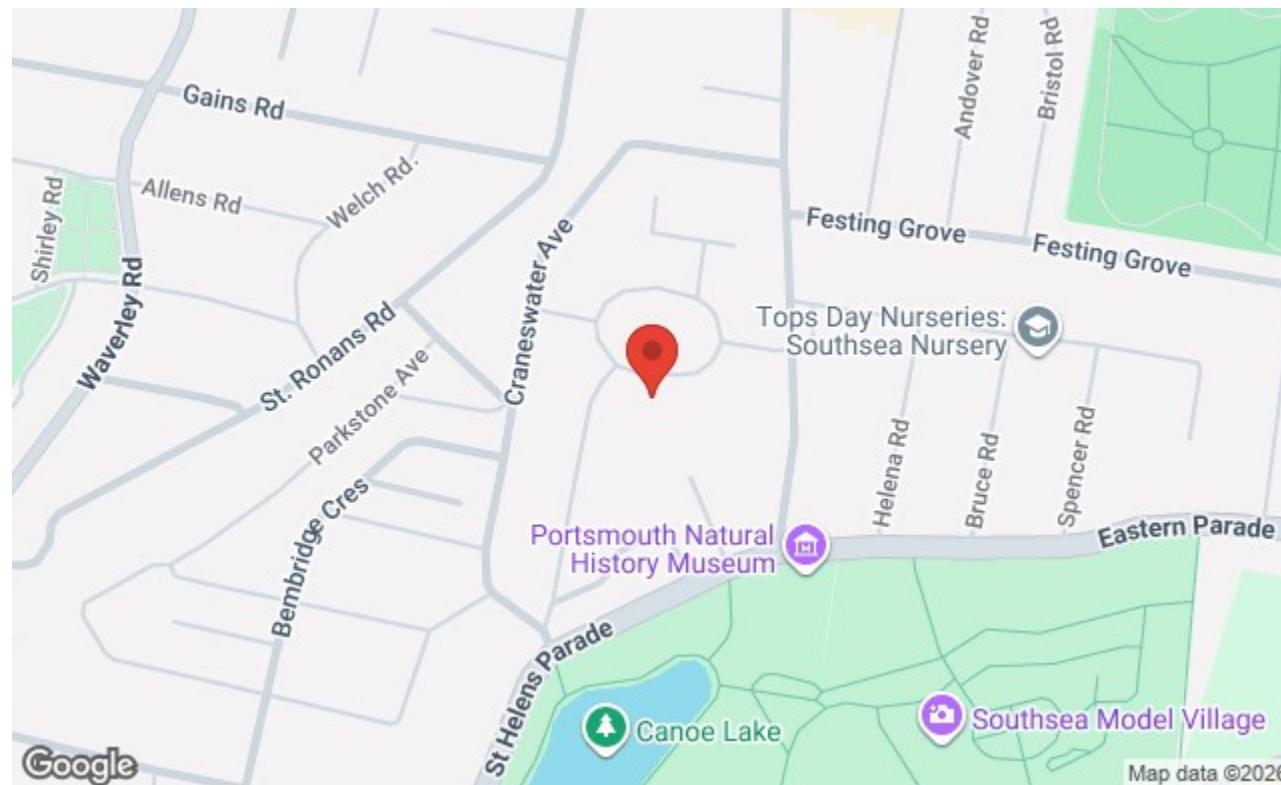 Gains Rd
Andover Rd
Bristol Rd
Welch Rd.
Allens Rd
Shirley Rd
Festing Grove
Festing Grove
Craneswater Ave
Waverley Rd
St. Ronans Rd
Tops Day Nurseries:
Southsea Nursery
Parkstone Ave
Helena Rd
Bruce Rd
Spencer Rd
Bembridge Cres
Portsmouth Natural
History Museum
Eastern Parade
St Helens Parade
Canoe Lake
Southsea Model Village
Google
Map data ©2026